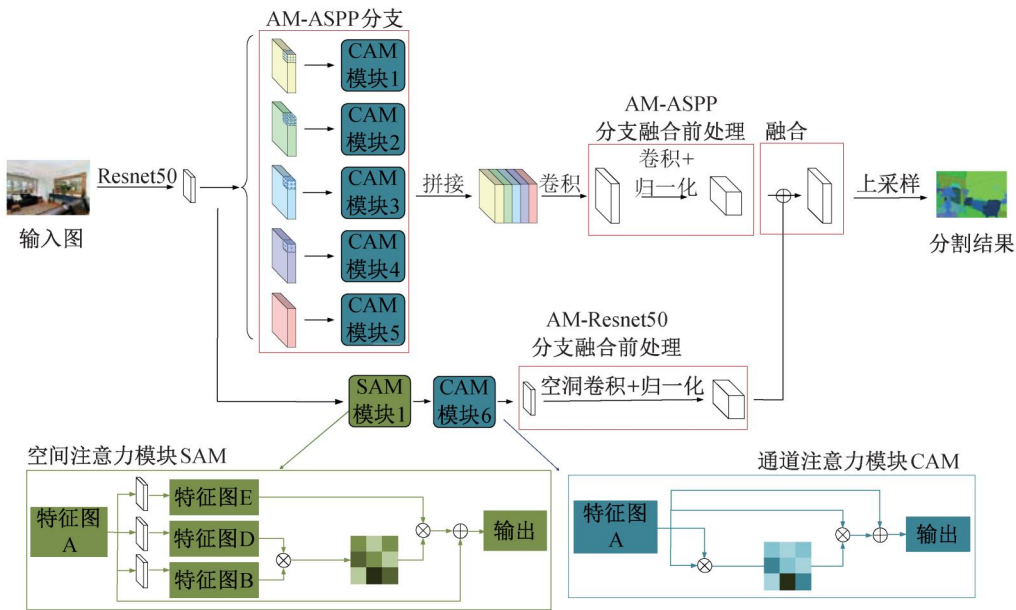 AM-ASPP分支
CAM
模块1
CAM
模块2
CAM
模块3
CAM
模块4
CAM
模块5
Resnet50
输入图
拼接
卷积
AM-ASPP
分支融合前处理
卷积+
归一化
融合
上采样
分割结果
AM-Resnet50
分支融合前处理
空洞卷积+归一化
SAM
模块1
CAM
模块6
空间注意力模块SAM
特征图
A
特征图E
特征图D
特征图B
输出
通道注意力模块CAM
特征图
A
输出